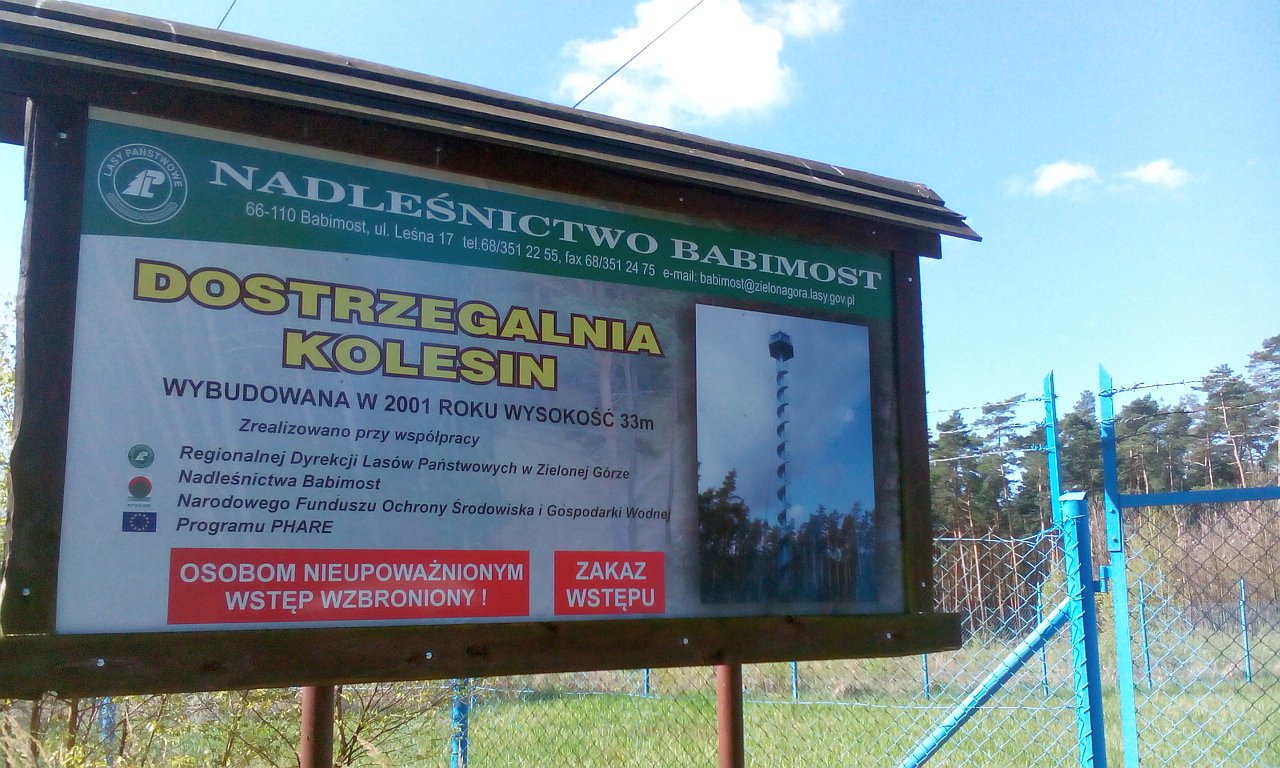 LASY PAŃSTWOWE
NADLEŚNICTWO BABIMOST
66-110 Babimost, ul. Leśna 17 tel.68/351 22 55, fax 68/351 24 75 e-mail: babimost@zielonagora.lasy.gov.pl
DOSTRZEGALNIA
KOLESIN
WYBUDOWANA W 2001 ROKU WYSOKOŚĆ 33m
Zrealizowano przy współpracy
Regionalnej Dyrekcji Lasów Państwowych w Zielonej Górze
Nadleśnictwa Babimost
Narodowego Funduszu Ochrony Środowiska i Gospodarki Wodnej
Programu PHARE
OSOBOM NIEUPOWAŻNIONYM
WSTĘP WZBRONIONY !
ZAKAZ
WSTĘPU